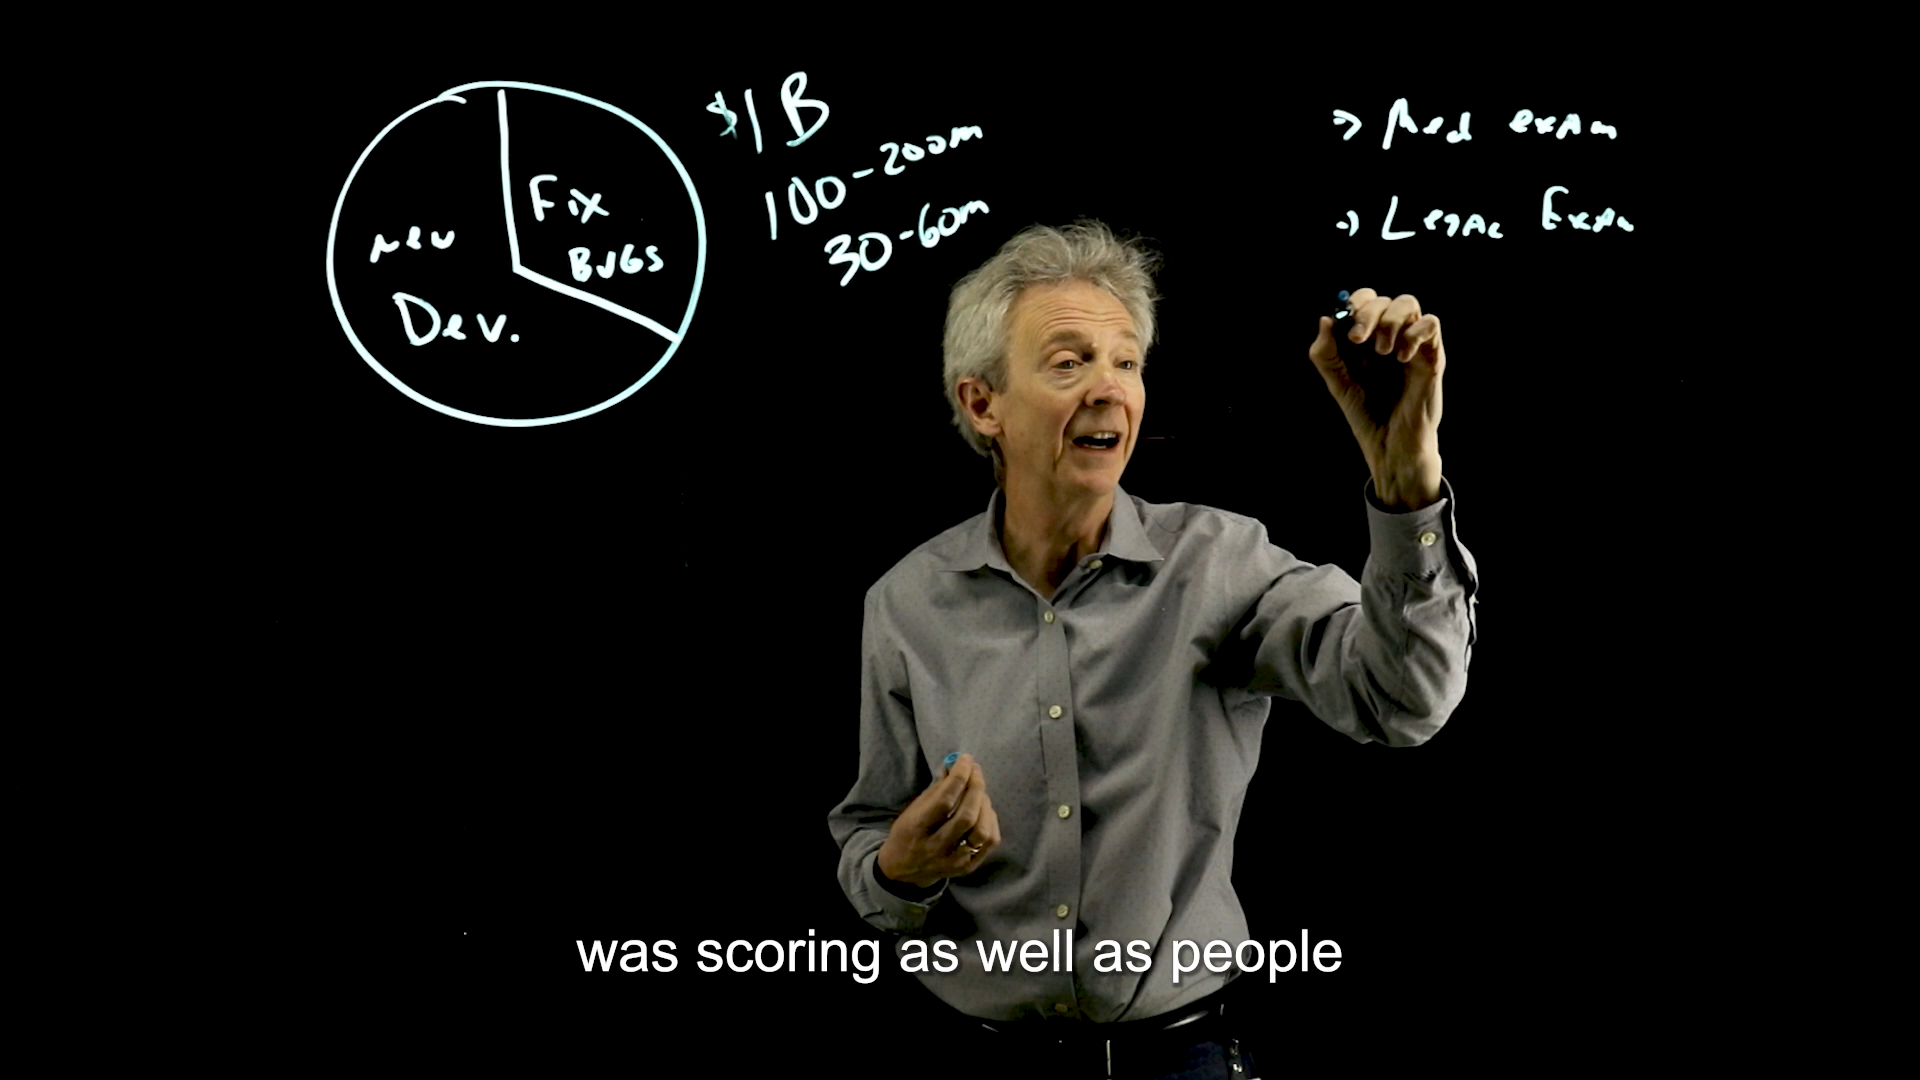 New
Dev.
Fix
BUGS
$1B
100-200m
30-60m
→ Med exam
→ Legal Exam
was scoring as well as people